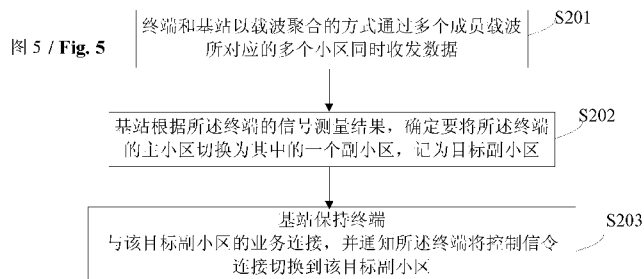 图 5 / Fig. 5
终端和基站以载波聚合的方式通过多个成员载波
所对应的多个小区同时收发数据
S201
基站根据所述终端的信号测量结果，确定要将所述终端
的主小区切换为其中的一个副小区，记为目标副小区
S202
基站保持终端
与该目标副小区的业务连接，并通知所述终端将控制信令
连接切换到该目标副小区
S203